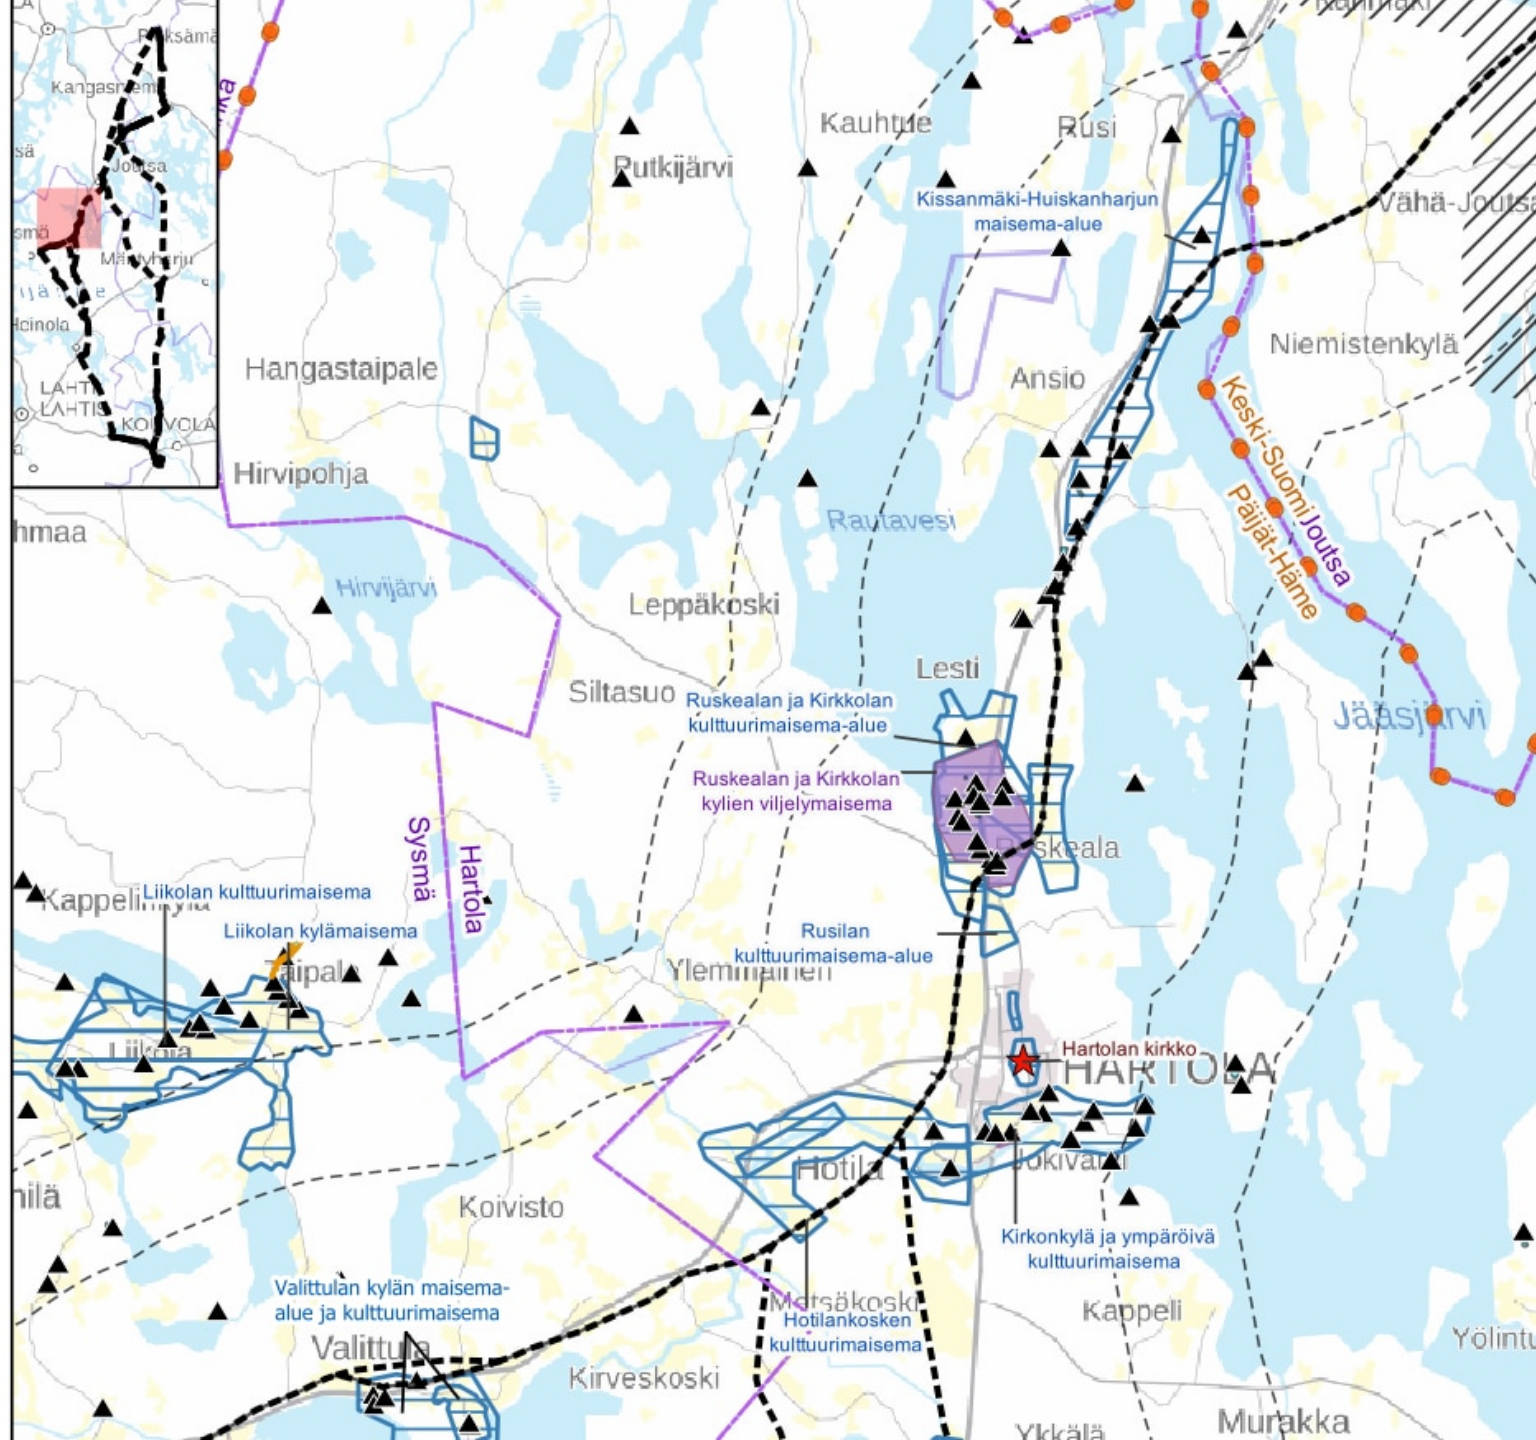 Kangasniemi
Joutsa
Mäntyharju
Heinola
LAHTI
LAHTIS
KOUVOLA
Kauhtue
Rusi
Putkijärvi
Kissanmäki-Huiskanharjun
maisema-alue
Vähä-Joutsa
Hangastaipale
Ansio
Niemistenkylä
Hirvipohja
Keski-Suomi
Päijät-Häme
Joutsa
Rautavesi
hmaa
Hirvijärvi
Leppäkoski
Lesti
Siltasuo
Ruskealan ja Kirkkolan
kulttuurimaisema-alue
Jääsjärvi
Ruskealan ja Kirkkolan
kylien viljelymaisema
Ruskeala
Sysmä
Hartola
Kappelinkylä
Liikolan kulttuurimaisema
Liikolan kylämaisema
Rusilan
kulttuurimaisema-alue
Taipale
Ylemmäinen
Liikola
Hartolan kirkko
HARTOLA
Hotila
Jokivarsi
nilä
Koivisto
Kirkonkylä ja ympäröivä
kulttuurimaisema
Valittulan kylän maisema-
alue ja kulttuurimaisema
Metsäkoski
Hotilankosken
kulttuurimaisema
Kappeli
Valittula
Yölintu
Kirveskoski
Ykkälä
Murakka